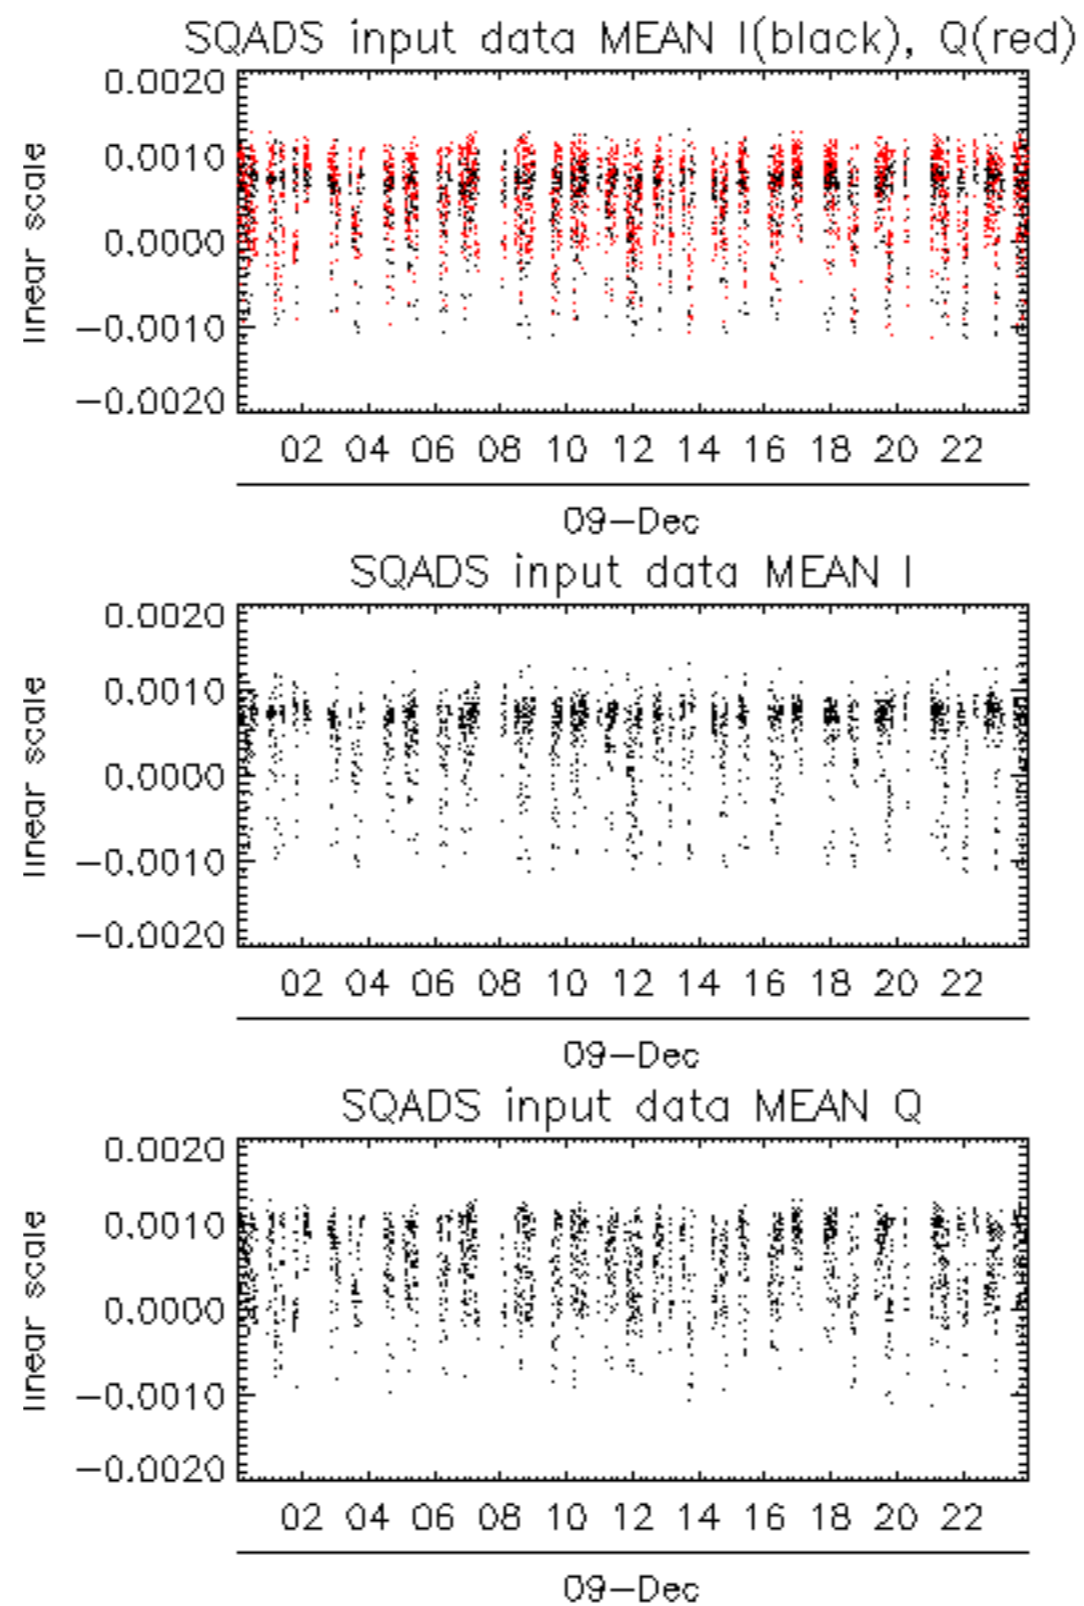 SQADS input data MEAN I(black), Q(red)
0.0020
0.0010
0.0000
−0.0010
−0.0020
linear scale
02 04 06 08 10 12 14 16 18 20 22
09−Dec
SQADS input data MEAN I
0.0020
0.0010
0.0000
−0.0010
−0.0020
linear scale
02 04 06 08 10 12 14 16 18 20 22
09−Dec
SQADS input data MEAN Q
0.0020
0.0010
0.0000
−0.0010
−0.0020
linear scale
02 04 06 08 10 12 14 16 18 20 22
09−Dec